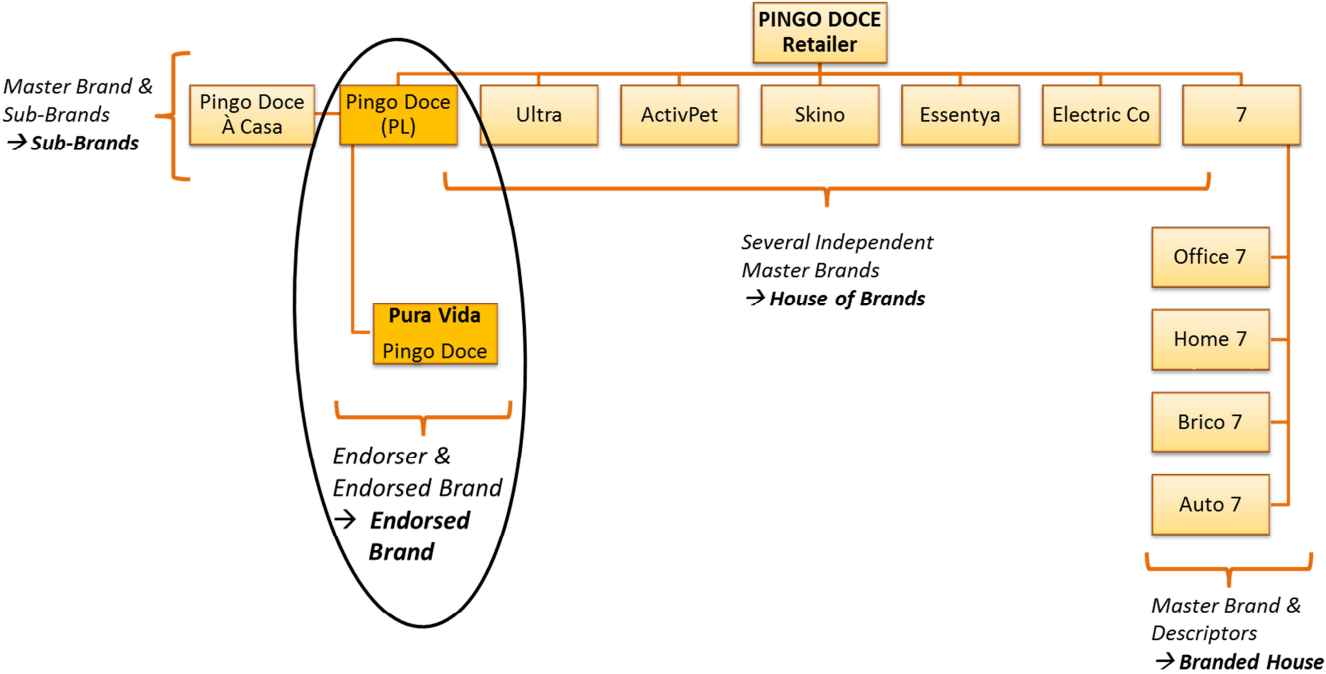 PINGO DOCE
Retailer
Master Brand &
Sub-Brands
→ Sub-Brands
Pingo Doce
À Casa
Pingo Doce
(PL)
Ultra
ActivPet
Skino
Essentya
Electric Co
7
Several Independent
Master Brands
→ House of Brands
Office 7
Home 7
Brico 7
Auto 7
Pura Vida
Pingo Doce
Endorser &
Endorsed Brand
→ Endorsed
Brand
Master Brand &
Descriptors
→ Branded House